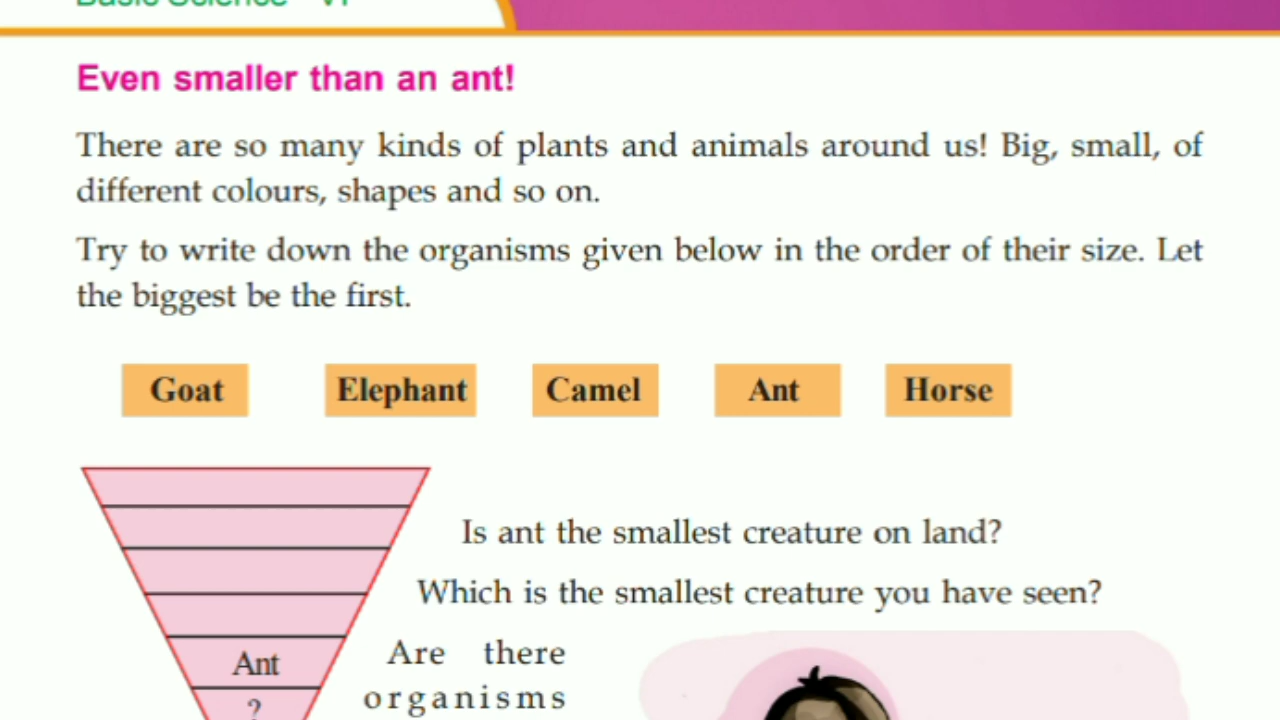 Basic Science - VI
Even smaller than an ant!
There are so many kinds of plants and animals around us! Big, small, of
different colours, shapes and so on.
Try to write down the organisms given below in the order of their size. Let
the biggest be the first.
Goat Elephant Camel Ant Horse
Is ant the smallest creature on land?
Which is the smallest creature you have seen?
Ant
?
Are there
organisms